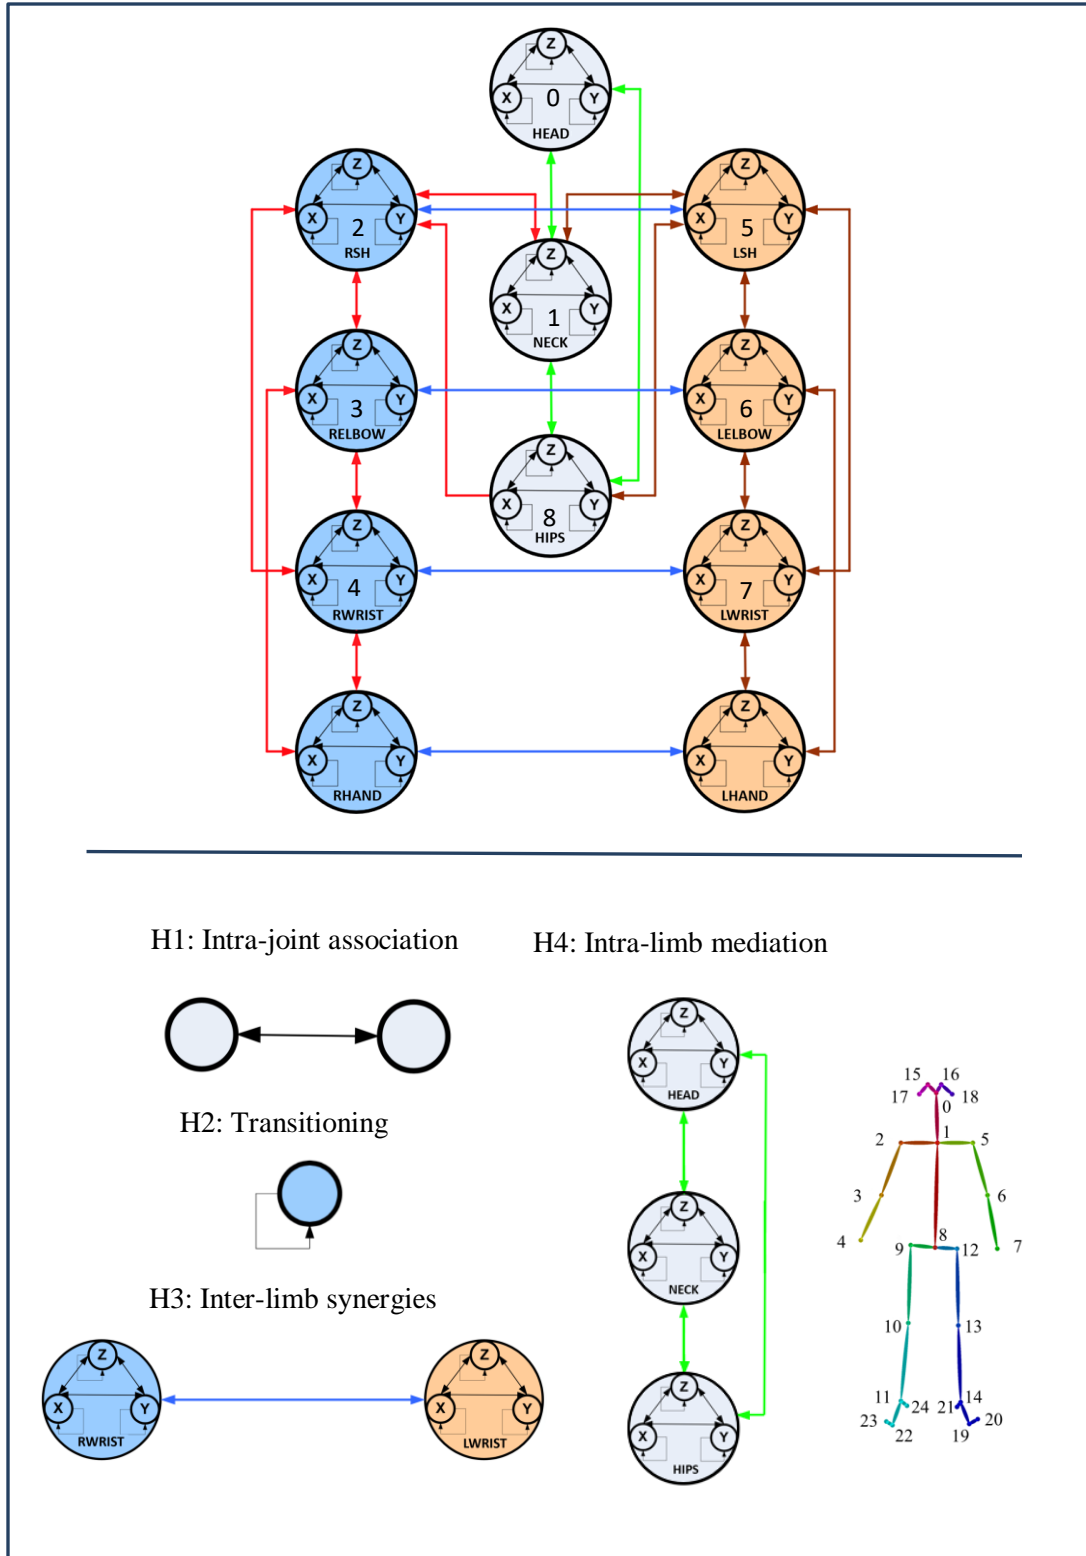 Z
X 0 Y
HEAD
Z
X 2 Y
RSH
Z
X 5 Y
LSH
Z
X 1 Y
NECK
Z
X 3 Y
RELBOW
Z
X 6 Y
LELBOW
Z
X 8 Y
HIPS
Z
X 4 Y
RWRIST
Z
X 7 Y
LWRIST
Z
X Y
RHAND
Z
X Y
LHAND
H1: Intra-joint association
H2: Transitioning
H3: Inter-limb synergies
Z
X Y
RWRIST
Z
X Y
LWRIST
H4: Intra-limb mediation
Z
X Y
HEAD
Z
X Y
NECK
Z
X Y
HIPS
15 16
17 0 18
2 1 5
3 6
4 8 7
9 12
10 13
11 24 21 14
23 22 19 20